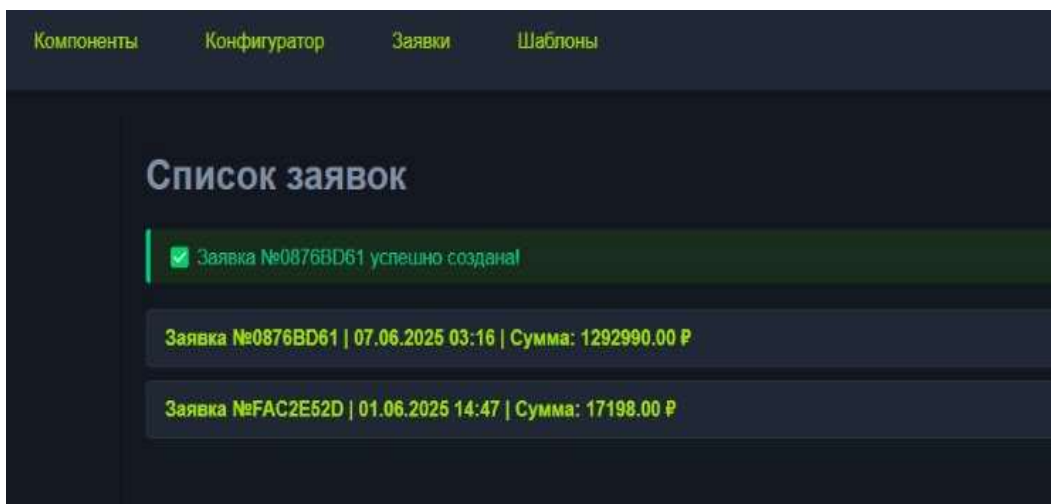 Компоненты Конфигуратор Заявки Шаблоны
Список заявок
Заявка №0876BD61 успешно создана!
Заявка №0876BD61 | 07.06.2025 03:16 | Сумма: 1292990.00 ₽
Заявка №FAC2E52D | 01.06.2025 14:47 | Сумма: 17198.00 ₽